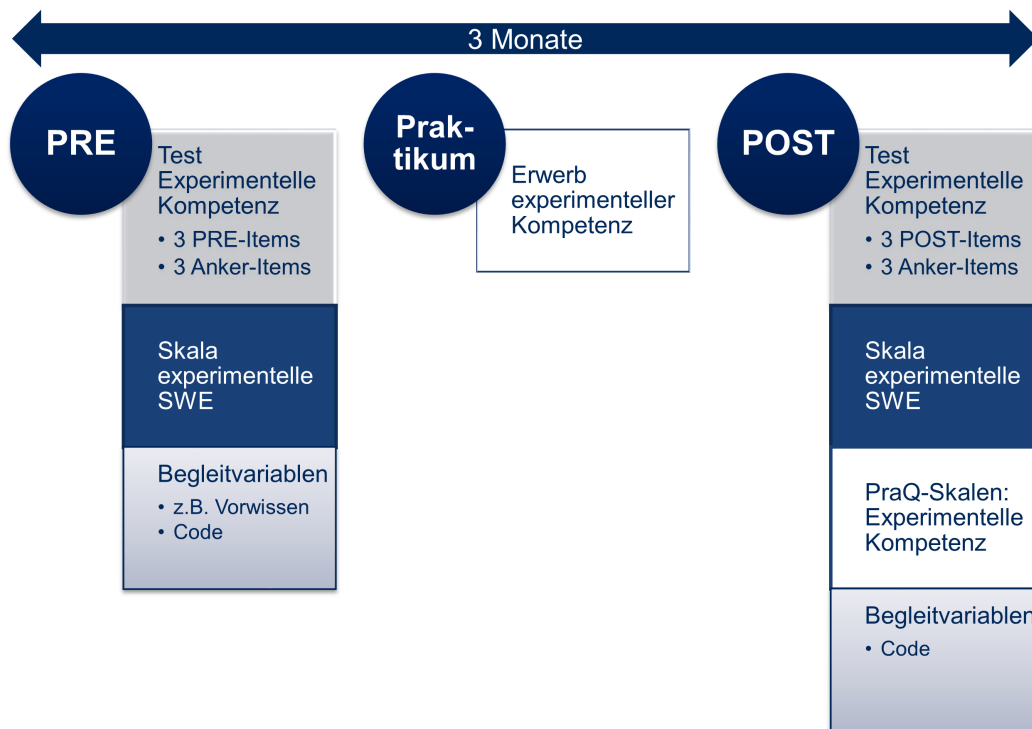 3 Monate
PRE
Test
Experimentelle
Kompetenz
• 3 PRE-Items
• 3 Anker-Items
Skala
experimentelle
SWE
Begleitvariablen
• z.B. Vorwissen
• Code
Prak-
tikum
Erwerb
experimenteller
Kompetenz
POST
Test
Experimentelle
Kompetenz
• 3 POST-Items
• 3 Anker-Items
Skala
experimentelle
SWE
PraQ-Skalen:
Experimentelle
Kompetenz
Begleitvariablen
• Code